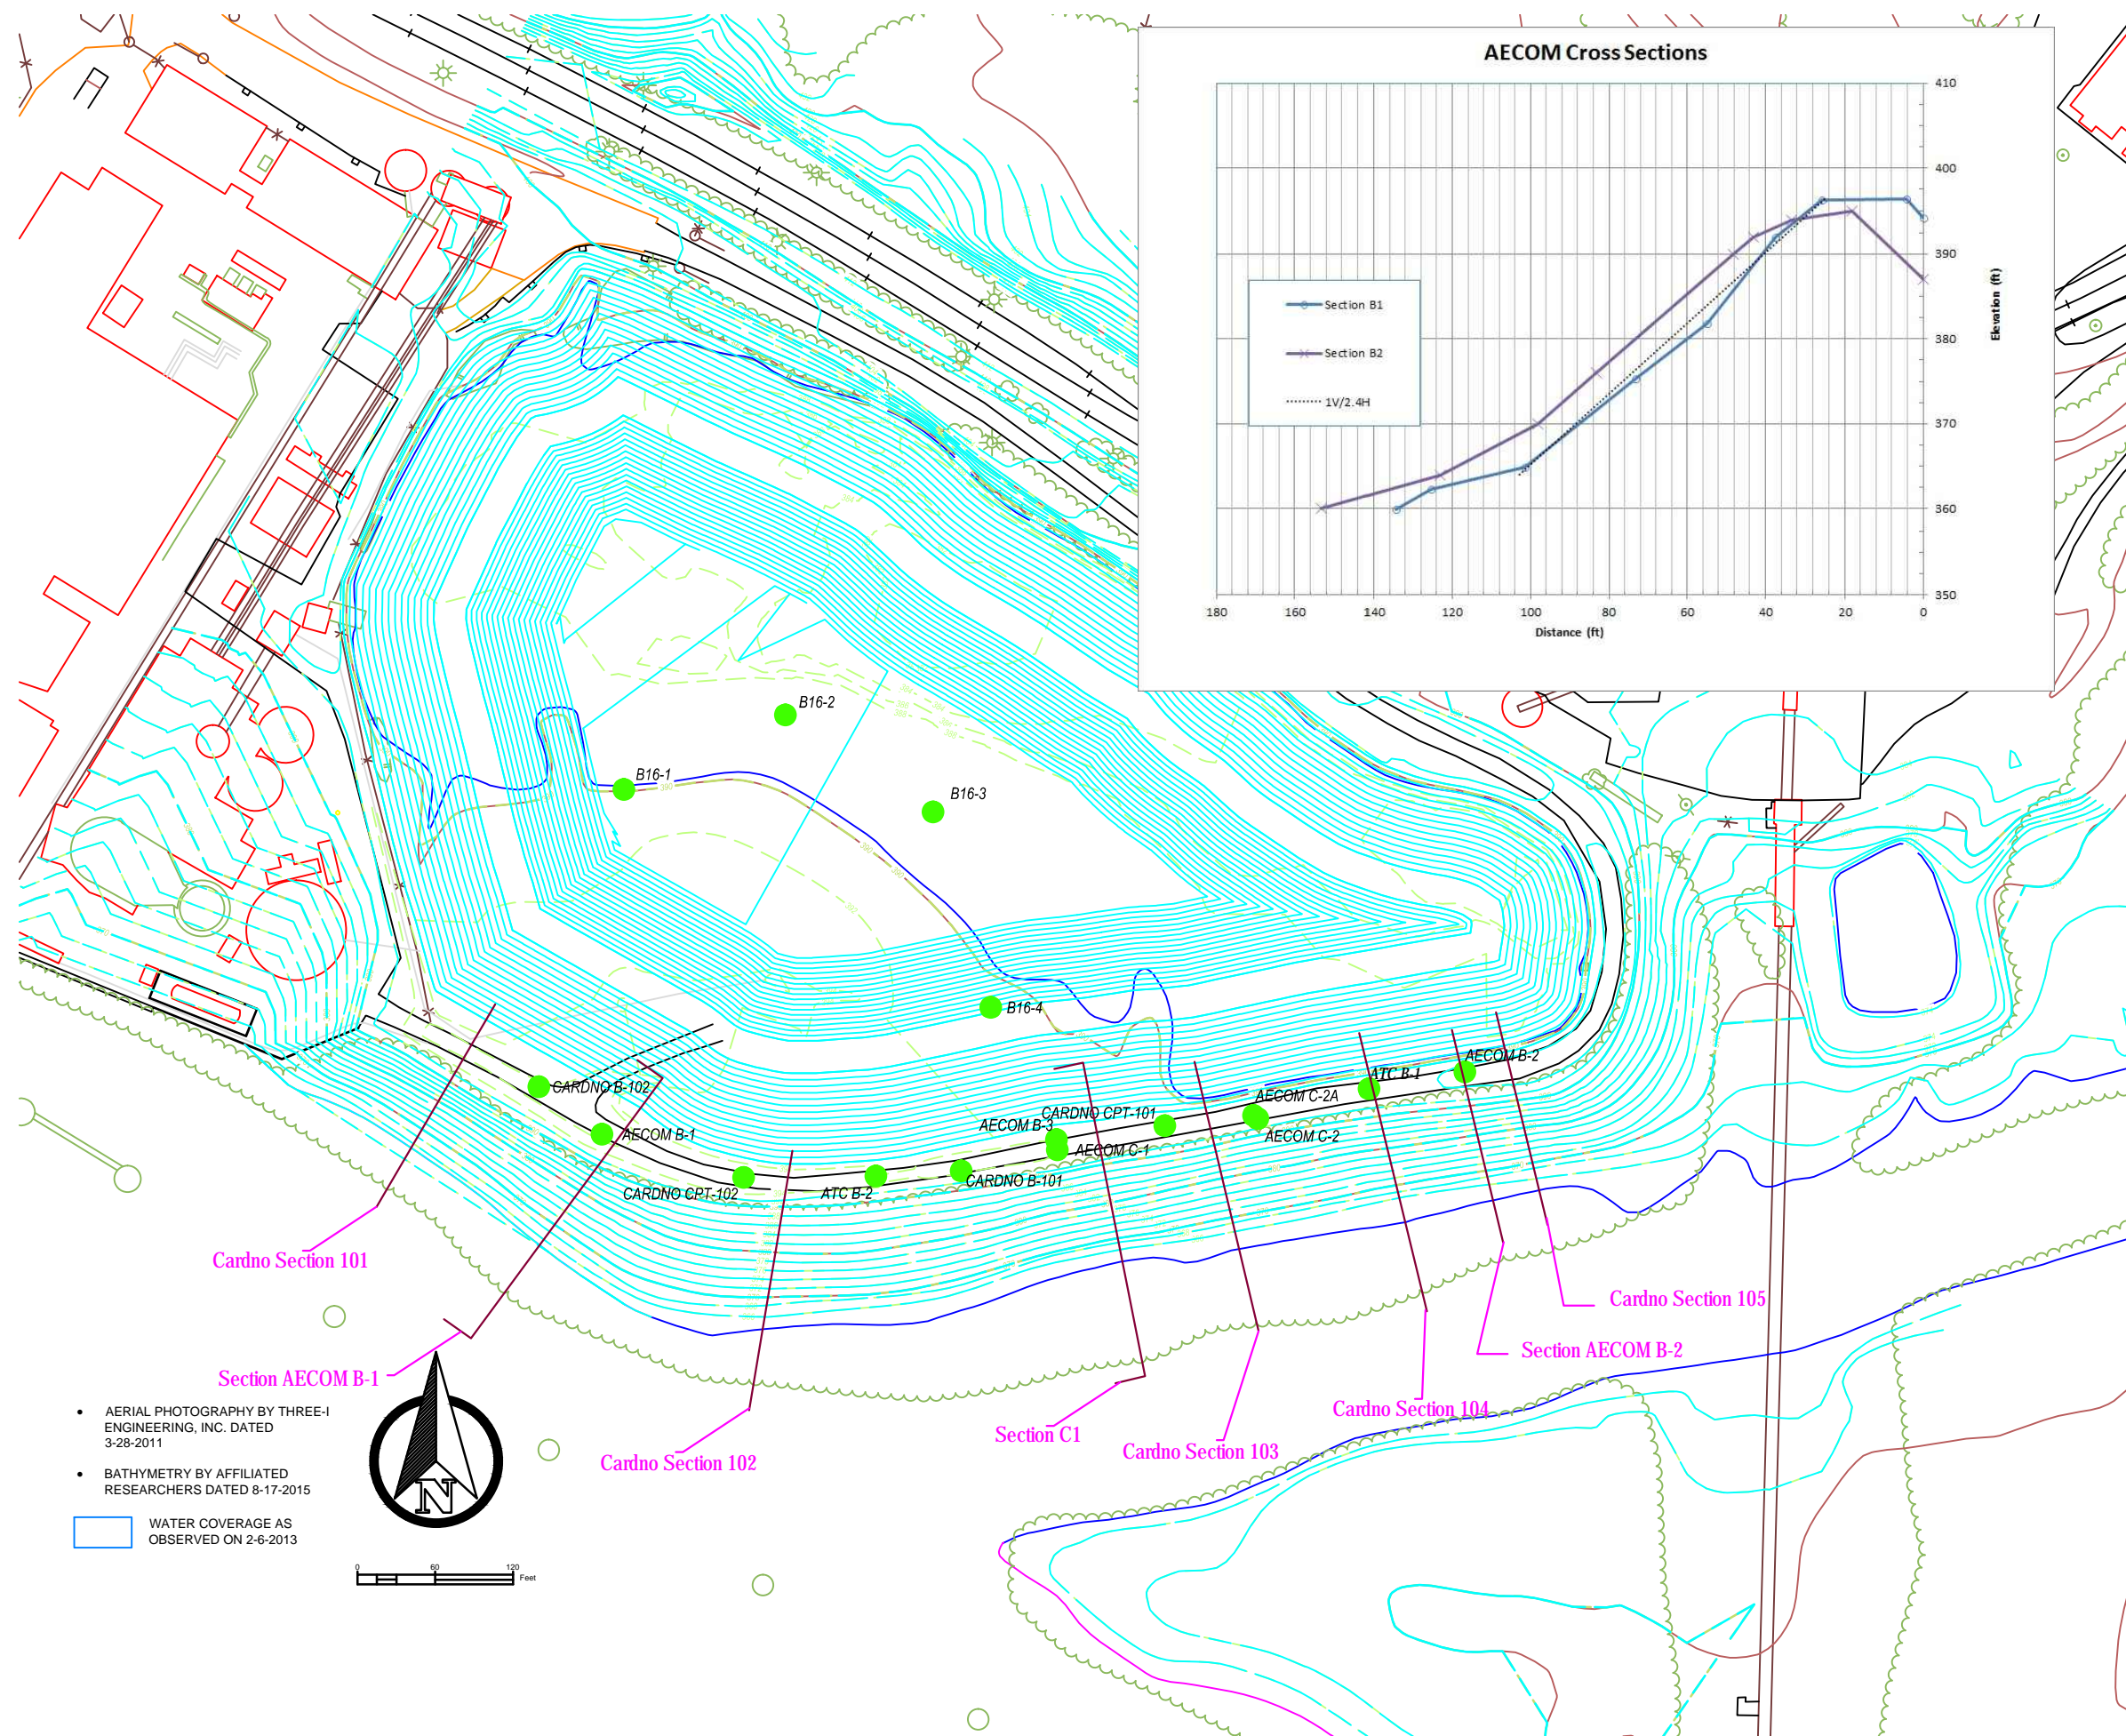 AECOM Cross Sections
410
400
390
380
370
360
350
Elevation (ft)
Section B1
Section B2
1V/2.4H
180 160 140 120 100 80 60 40 20 0
Distance (ft)
B16-2
B16-1
390
B16-3
B16-4
CARDNO B-102
AECOM B-1
CARDNO CPT-102
ATC B-2
CARDNO B-101
AECOM B-3
AECOM C-1
CARDNO CPT-101
AECOM C-2A
AECOM C-2
ATC B-1
AECOM B-2
Cardno Section 101
Section AECOM B-1
Cardno Section 102
Section C1
Cardno Section 103
Cardno Section 104
Section AECOM B-2
Cardno Section 105
• AERIAL PHOTOGRAPHY BY THREE-I
ENGINEERING, INC. DATED
3-28-2011
• BATHYMETRY BY AFFILIATED
RESEARCHERS DATED 8-17-2015
WATER COVERAGE AS
OBSERVED ON 2-6-2013
N
0 60 120
Feet